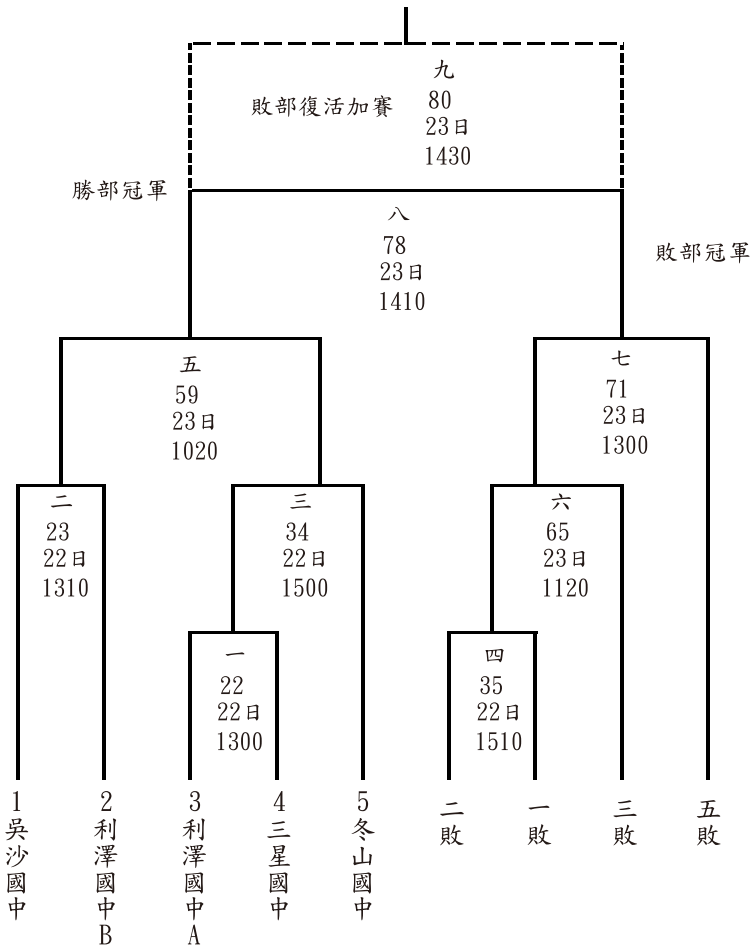 九
80
23日
1430
敗部復活加賽
勝部冠軍
八
78
23日
1410
敗部冠軍
五
59
23日
1020
七
71
23日
1300
二
23
22日
1310
三
34
22日
1500
六
65
23日
1120
一
22
22日
1300
四
35
22日
1510
1吳沙國中
2利澤國中B
3利澤國中A
4三星國中
5冬山國中
二敗
一敗
三敗
五敗